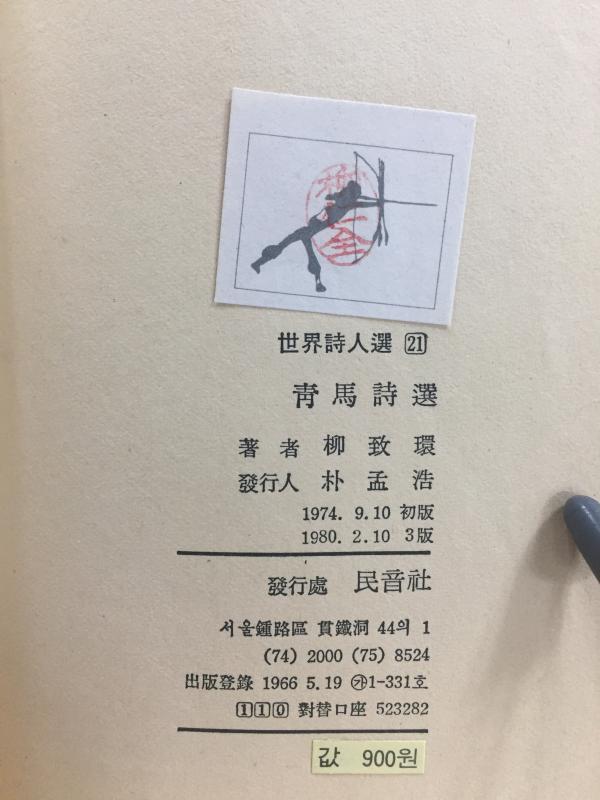 世界詩人選 21
靑馬詩選
著者 柳致環
發行人 朴孟浩
1974. 9.10 初版
1980. 2.10 3版
發行處 民音社
서울鍾路區 貫鐵洞 44의 1
(74) 2000 (75) 8524
出版登錄 1966 5.19 ㉮1-331호
110 對替口座 523282
값 900원